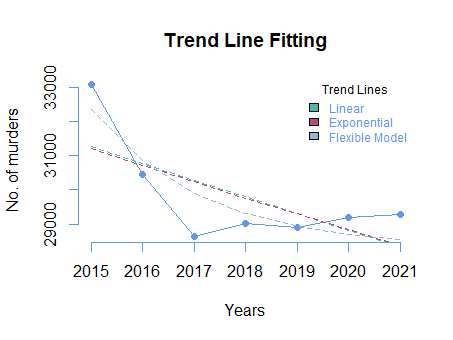 Trend Line Fitting
No. of murders
33000
31000
29000
Trend Lines
Linear
Exponential
Flexible Model
2015 2016 2017 2018 2019 2020 2021
Years